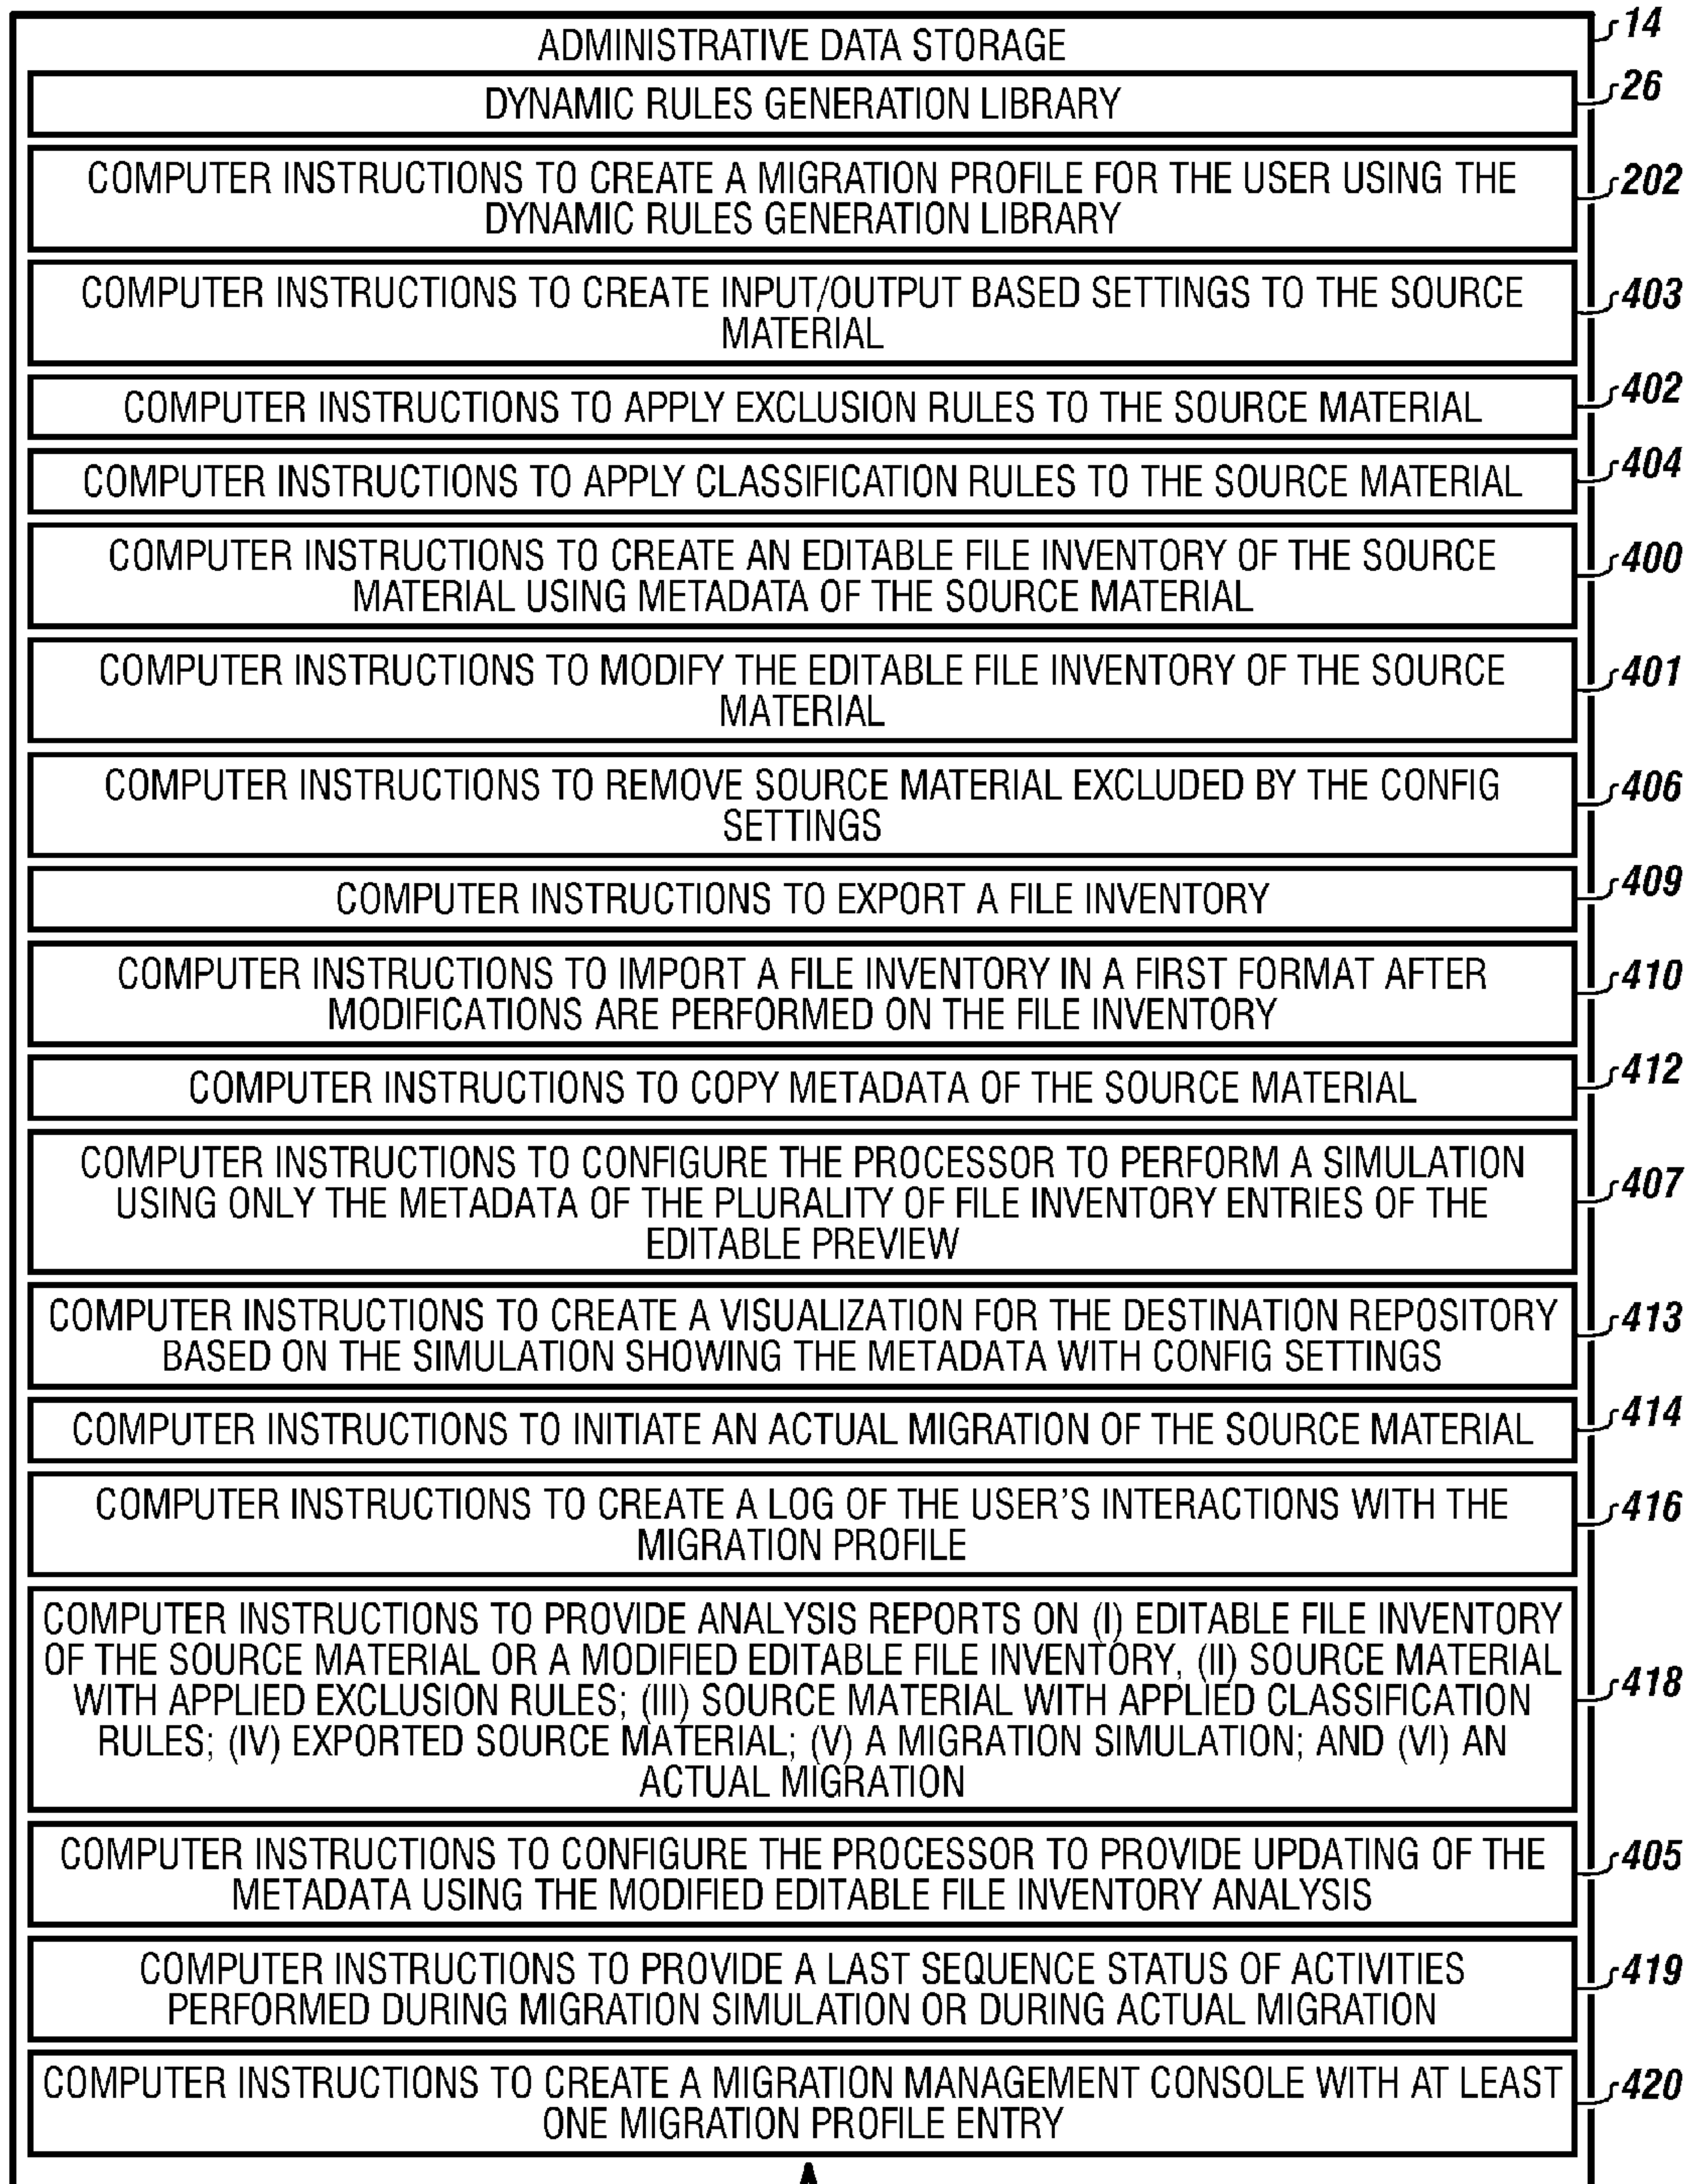 14
ADMINISTRATIVE DATA STORAGE
26
DYNAMIC RULES GENERATION LIBRARY
202
COMPUTER INSTRUCTIONS TO CREATE A MIGRATION PROFILE FOR THE USER USING THE
DYNAMIC RULES GENERATION LIBRARY
403
COMPUTER INSTRUCTIONS TO CREATE INPUT/OUTPUT BASED SETTINGS TO THE SOURCE
MATERIAL
402
COMPUTER INSTRUCTIONS TO APPLY EXCLUSION RULES TO THE SOURCE MATERIAL
404
COMPUTER INSTRUCTIONS TO APPLY CLASSIFICATION RULES TO THE SOURCE MATERIAL
400
COMPUTER INSTRUCTIONS TO CREATE AN EDITABLE FILE INVENTORY OF THE SOURCE
MATERIAL USING METADATA OF THE SOURCE MATERIAL
401
COMPUTER INSTRUCTIONS TO MODIFY THE EDITABLE FILE INVENTORY OF THE SOURCE
MATERIAL
406
COMPUTER INSTRUCTIONS TO REMOVE SOURCE MATERIAL EXCLUDED BY THE CONFIG
SETTINGS
409
COMPUTER INSTRUCTIONS TO EXPORT A FILE INVENTORY
410
COMPUTER INSTRUCTIONS TO IMPORT A FILE INVENTORY IN A FIRST FORMAT AFTER
MODIFICATIONS ARE PERFORMED ON THE FILE INVENTORY
412
COMPUTER INSTRUCTIONS TO COPY METADATA OF THE SOURCE MATERIAL
407
COMPUTER INSTRUCTIONS TO CONFIGURE THE PROCESSOR TO PERFORM A SIMULATION
USING ONLY THE METADATA OF THE PLURALITY OF FILE INVENTORY ENTRIES OF THE
EDITABLE PREVIEW
413
COMPUTER INSTRUCTIONS TO CREATE A VISUALIZATION FOR THE DESTINATION REPOSITORY
BASED ON THE SIMULATION SHOWING THE METADATA WITH CONFIG SETTINGS
414
COMPUTER INSTRUCTIONS TO INITIATE AN ACTUAL MIGRATION OF THE SOURCE MATERIAL
416
COMPUTER INSTRUCTIONS TO CREATE A LOG OF THE USER'S INTERACTIONS WITH THE
MIGRATION PROFILE
418
COMPUTER INSTRUCTIONS TO PROVIDE ANALYSIS REPORTS ON (I) EDITABLE FILE INVENTORY
OF THE SOURCE MATERIAL OR A MODIFIED EDITABLE FILE INVENTORY, (II) SOURCE MATERIAL
WITH APPLIED EXCLUSION RULES; (III) SOURCE MATERIAL WITH APPLIED CLASSIFICATION
RULES; (IV) EXPORTED SOURCE MATERIAL; (V) A MIGRATION SIMULATION; AND (VI) AN
ACTUAL MIGRATION
405
COMPUTER INSTRUCTIONS TO CONFIGURE THE PROCESSOR TO PROVIDE UPDATING OF THE
METADATA USING THE MODIFIED EDITABLE FILE INVENTORY ANALYSIS
419
COMPUTER INSTRUCTIONS TO PROVIDE A LAST SEQUENCE STATUS OF ACTIVITIES
PERFORMED DURING MIGRATION SIMULATION OR DURING ACTUAL MIGRATION
420
COMPUTER INSTRUCTIONS TO CREATE A MIGRATION MANAGEMENT CONSOLE WITH AT LEAST
ONE MIGRATION PROFILE ENTRY